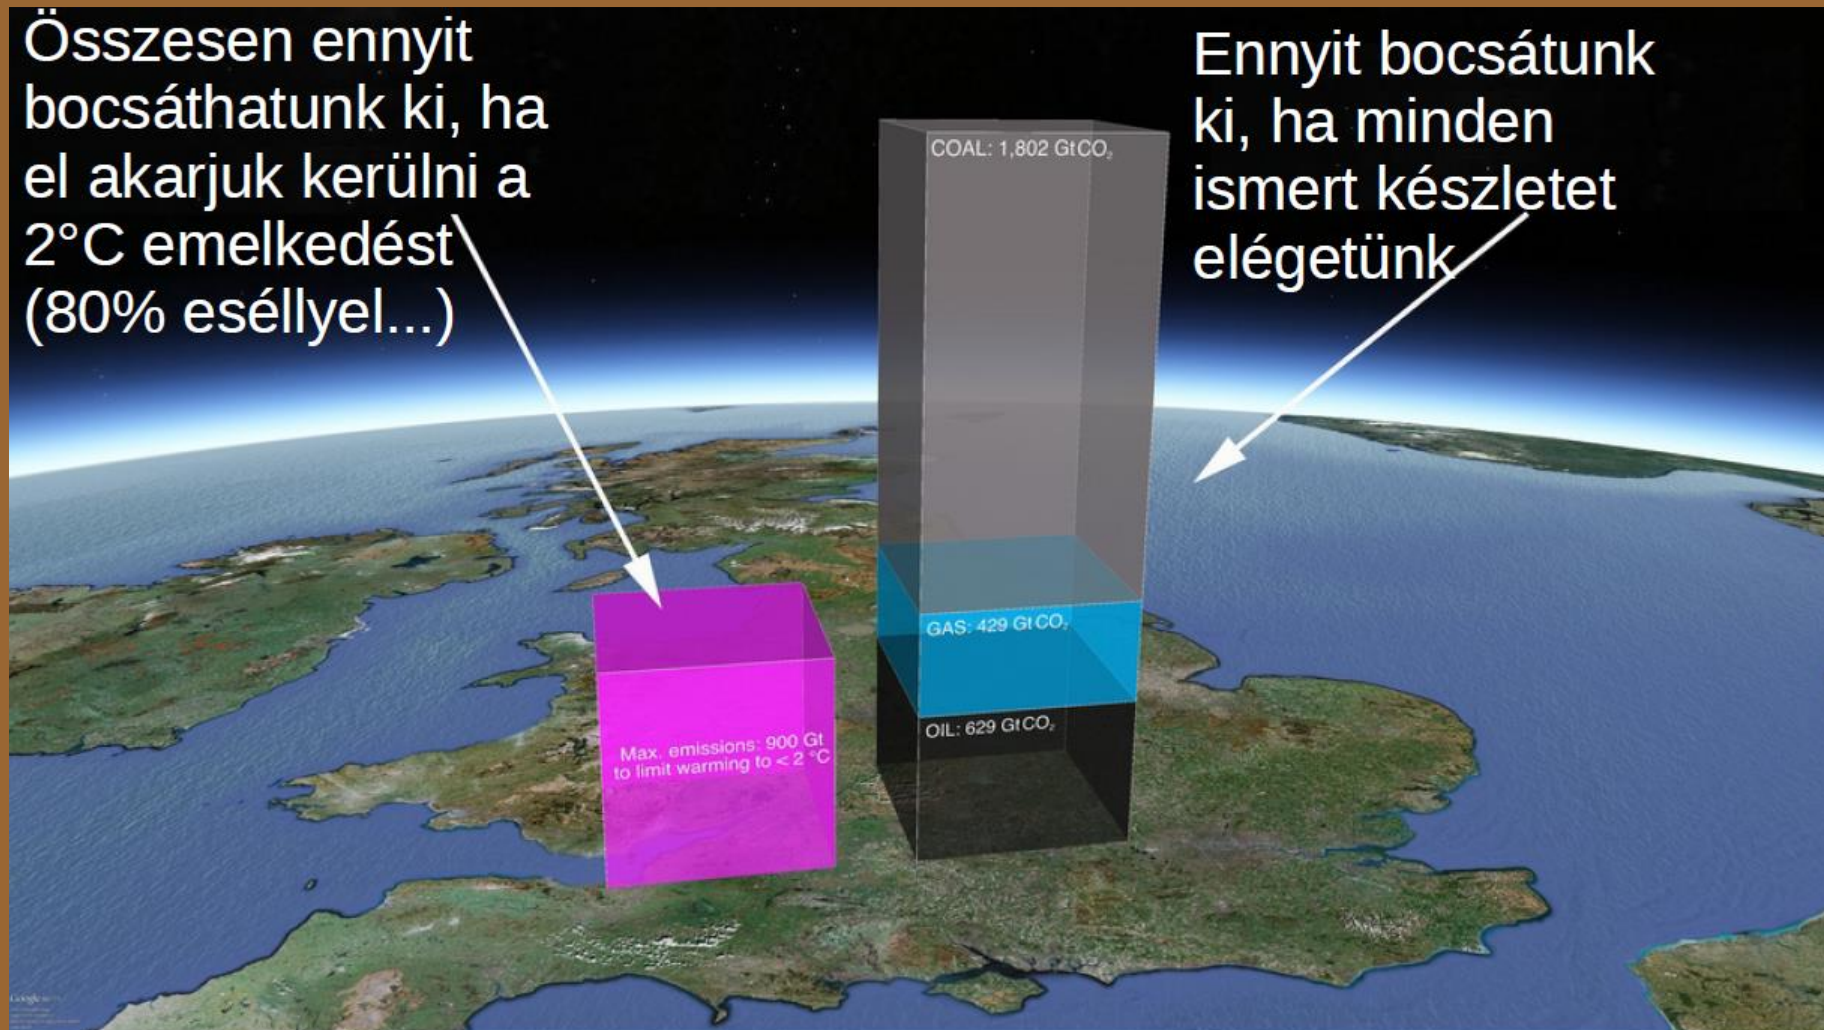 Összesen ennyit
bocsáthatunk ki, ha
el akarjuk kerülni a
2°C emelkedést
(80% eséllyel...)
Ennyit bocsátunk
ki, ha minden
ismert készletet
elégetünk
COAL: 1,802 GtCO₂
GAS: 429 GtCO₂
OIL: 629 GtCO₂
Max. emissions: 900 Gt
to limit warming to < 2 °C
Google